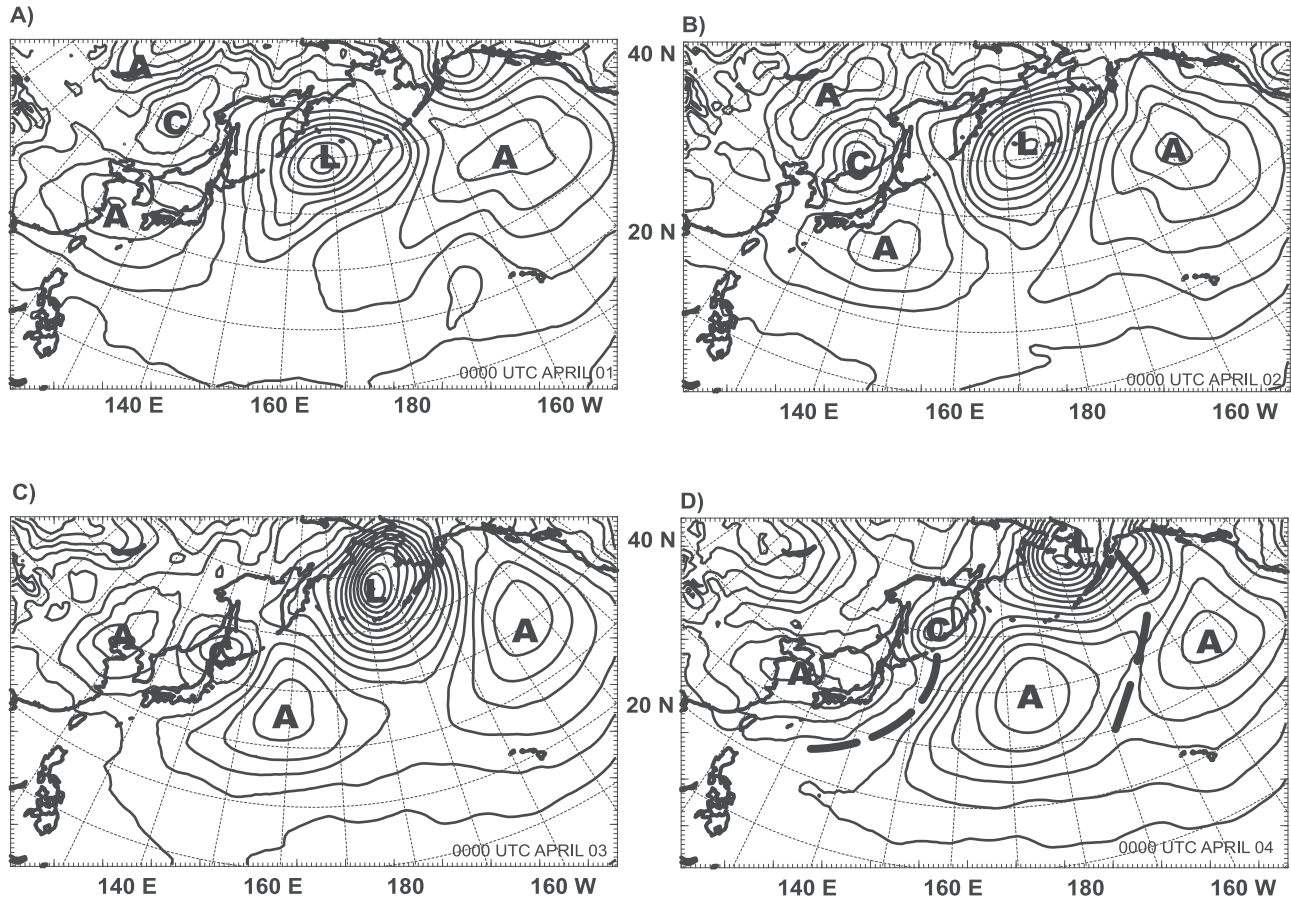 A)
A
C
L
A
A
0000 UTC APRIL 01
140 E
160 E
180
160 W
B)
40 N
20 N
A
C
L
A
A
0000 UTC APRIL 02
140 E
160 E
180
160 W
C)
L
A
A
A
0000 UTC APRIL 03
140 E
160 E
180
160 W
D)
40 N
20 N
L
C
A
A
A
0000 UTC APRIL 04
140 E
160 E
180
160 W